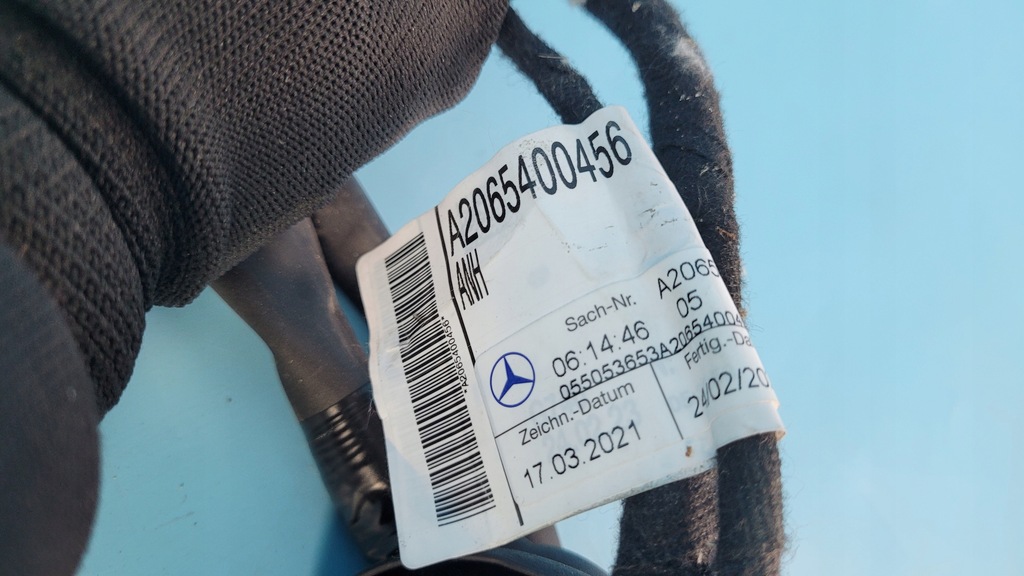 A2065400456
ANH
*A2065400456*
Sach-Nr. A2065
06:14:46 05
055053653A20654004
Zeichn.-Datum Fertig.-Da
17.03.2021 24/02/20